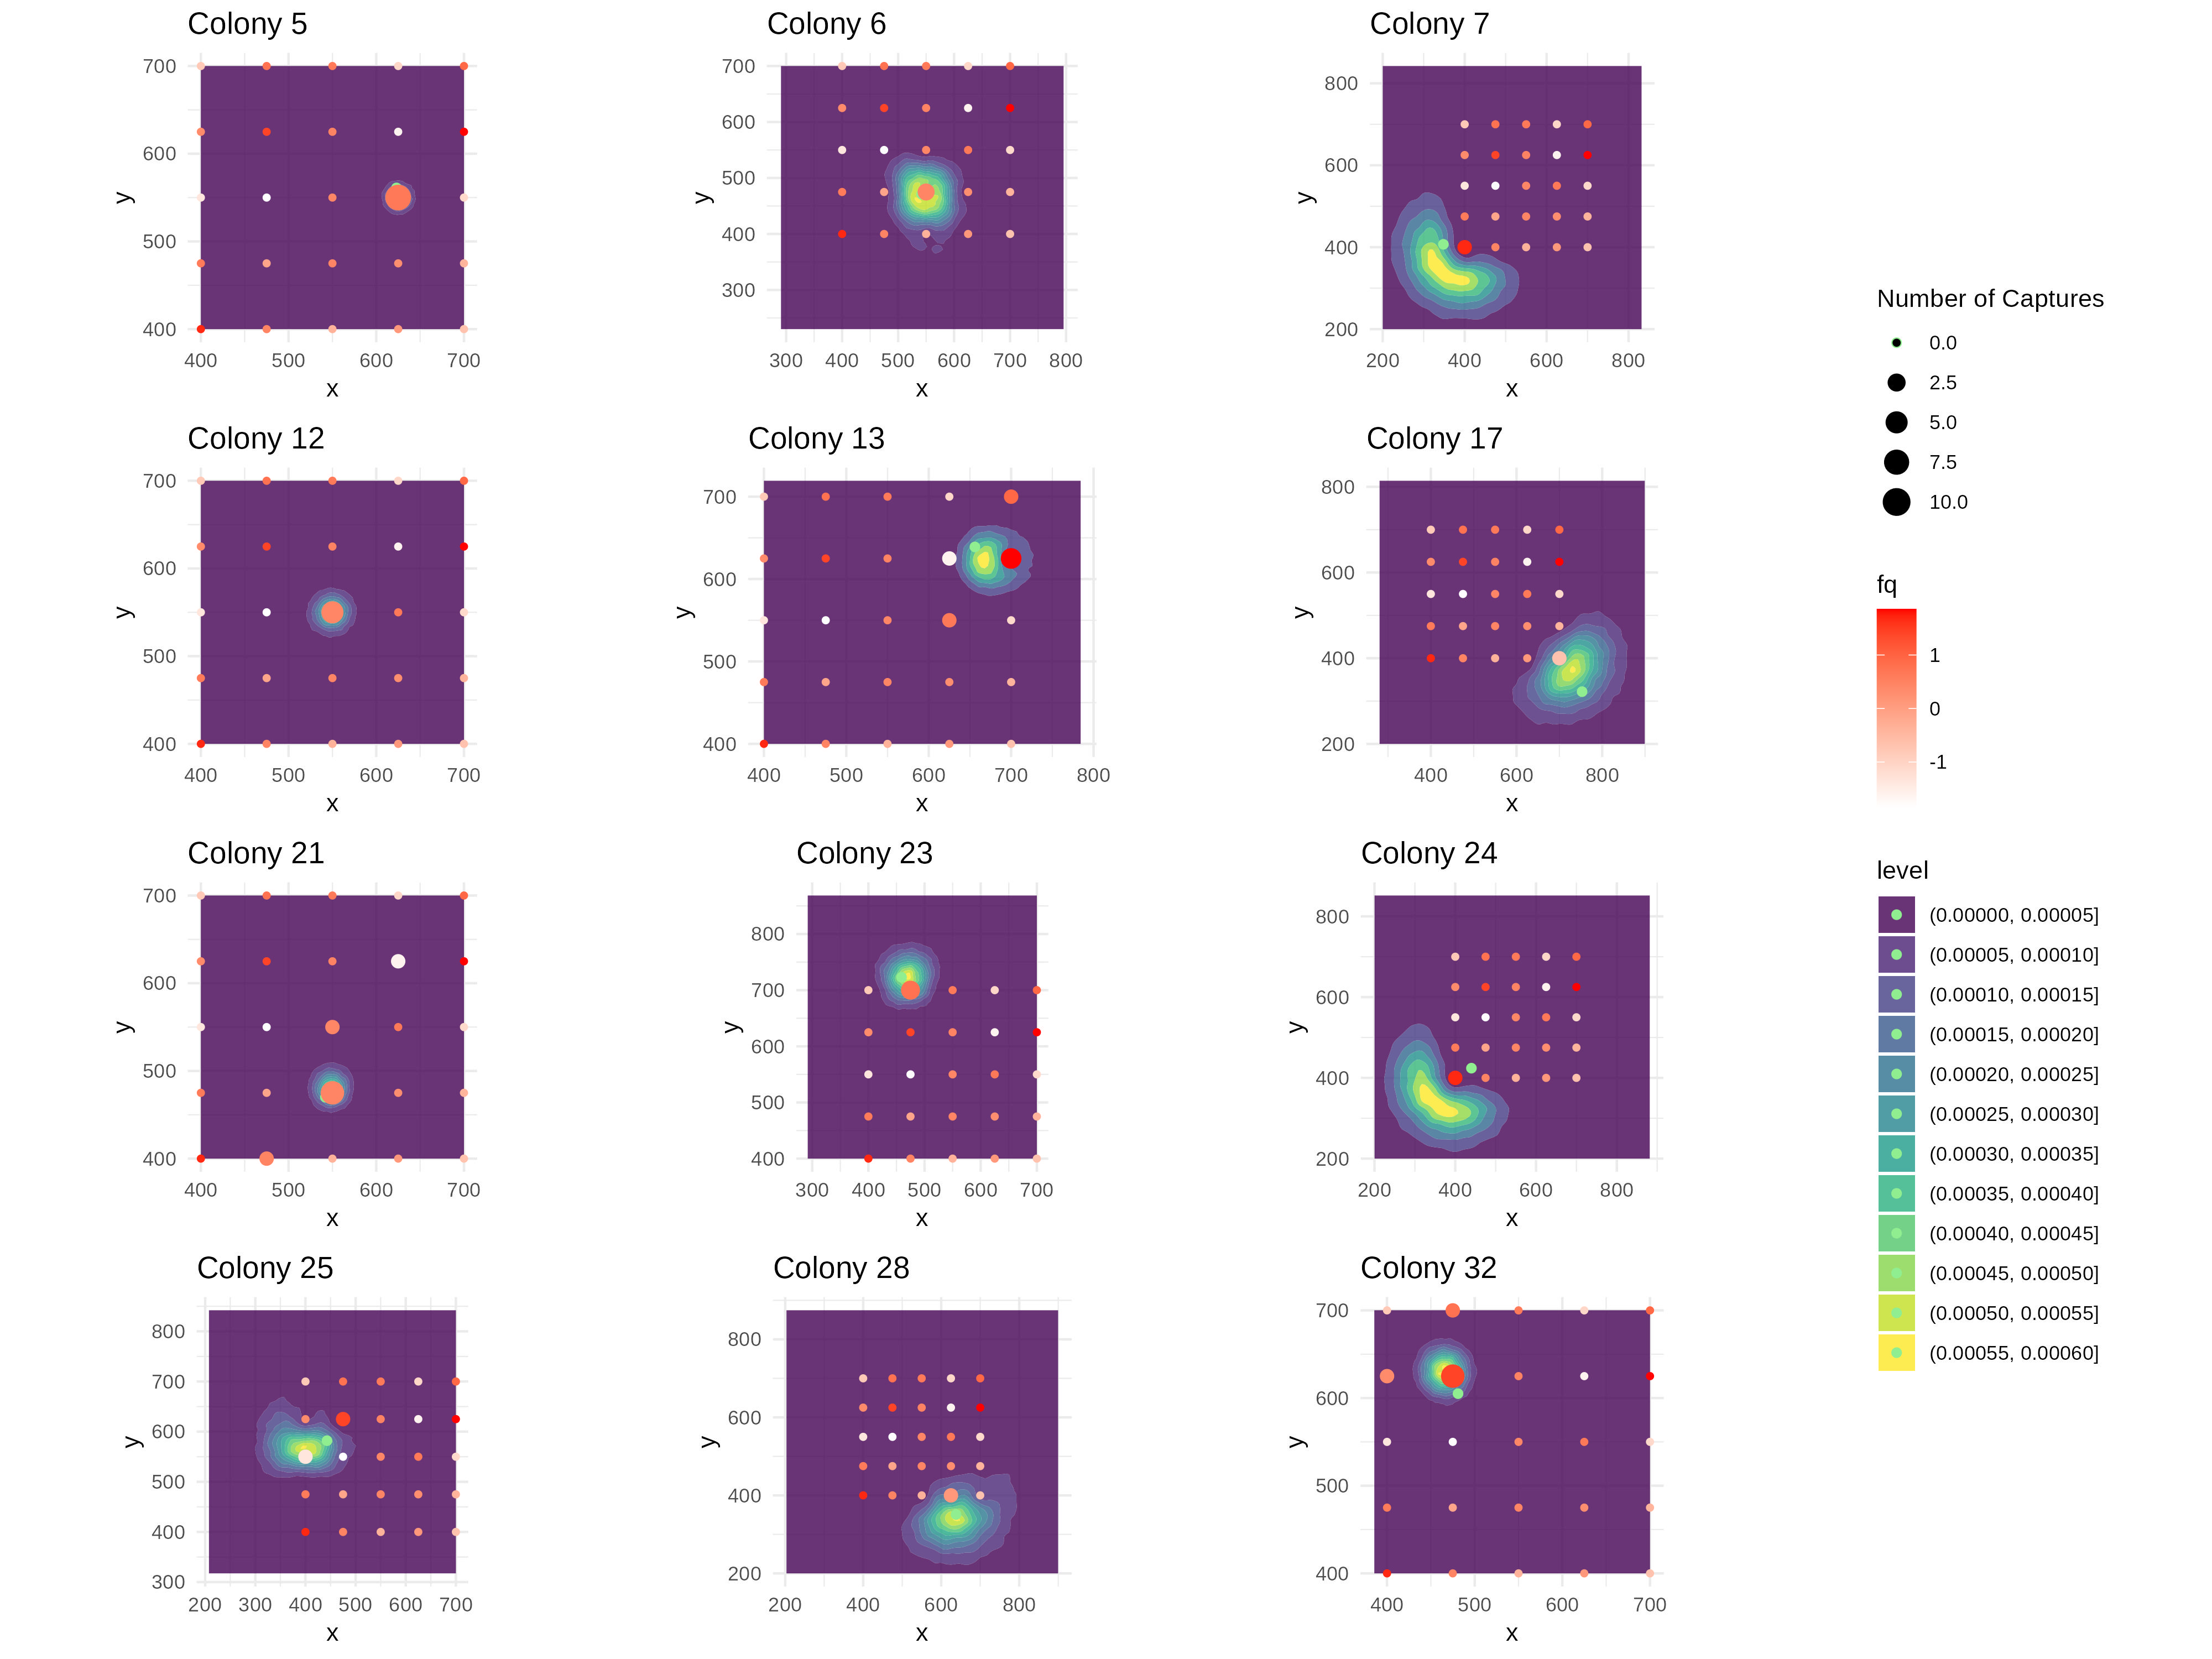 Colony 5
700
600
500
400
y
400 500 600 700
x
Colony 6
700
600
500
400
300
y
300 400 500 600 700 800
x
Colony 7
800
600
400
200
y
200 400 600 800
x
Colony 12
700
600
500
400
y
400 500 600 700
x
Colony 13
700
600
500
400
y
400 500 600 700 800
x
Colony 17
800
600
400
200
y
400 600 800
x
Colony 21
700
600
500
400
y
400 500 600 700
x
Colony 23
800
700
600
500
400
y
300 400 500 600 700
x
Colony 24
800
600
400
200
y
200 400 600 800
x
Colony 25
800
700
600
500
400
300
y
200 300 400 500 600 700
x
Colony 28
800
600
400
200
y
200 400 600 800
x
Colony 32
700
600
500
400
y
400 500 600 700
x
Number of Captures
0.0
2.5
5.0
7.5
10.0
fq
1
0
-1
level
(0.00000, 0.00005]
(0.00005, 0.00010]
(0.00010, 0.00015]
(0.00015, 0.00020]
(0.00020, 0.00025]
(0.00025, 0.00030]
(0.00030, 0.00035]
(0.00035, 0.00040]
(0.00040, 0.00045]
(0.00045, 0.00050]
(0.00050, 0.00055]
(0.00055, 0.00060]